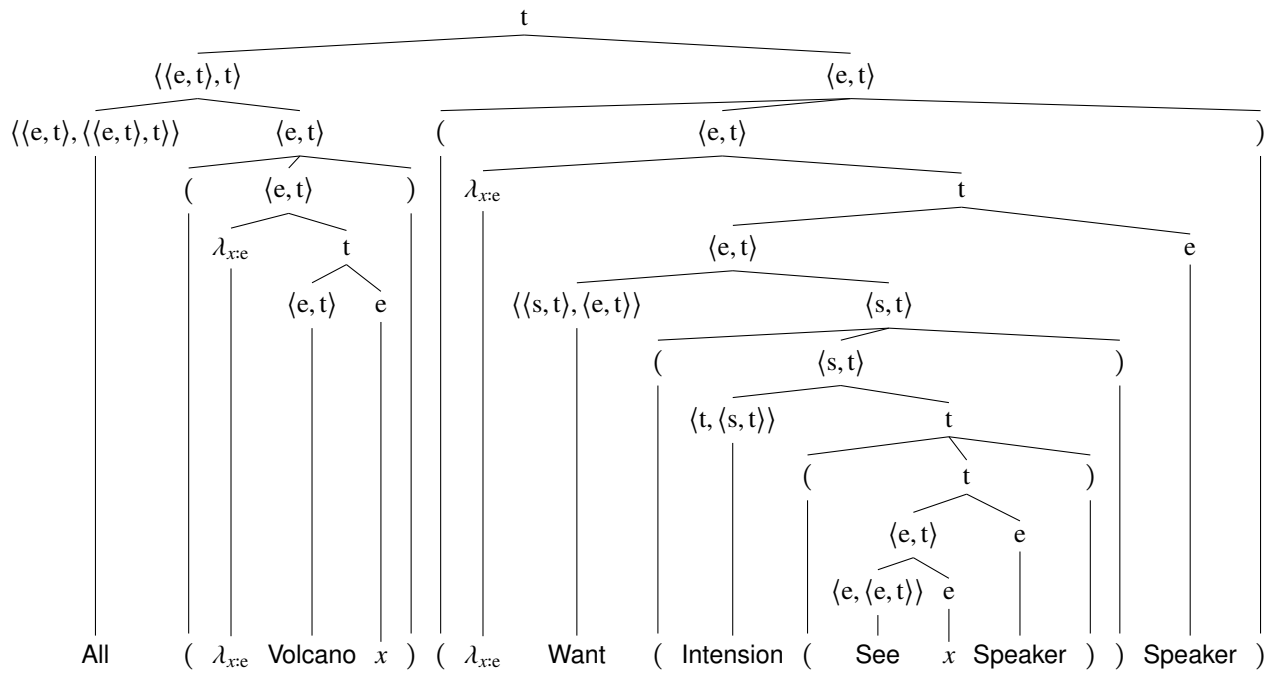 t
⟨⟨e, t⟩, t⟩ ⟨e, t⟩
⟨⟨e, t⟩, ⟨⟨e, t⟩, t⟩⟩ ⟨e, t⟩ ( ⟨e, t⟩ )
( ⟨e, t⟩ ) λx:e t
λx:e t ⟨e, t⟩ e
⟨e, t⟩ e ⟨⟨s, t⟩, ⟨e, t⟩⟩ ⟨s, t⟩
( ⟨s, t⟩ )
⟨t, ⟨s, t⟩⟩ t
( t )
⟨e, t⟩ e
⟨e, ⟨e, t⟩⟩ e
All ( λx:e Volcano x ) ( λx:e Want ( Intension ( See x Speaker ) ) Speaker )